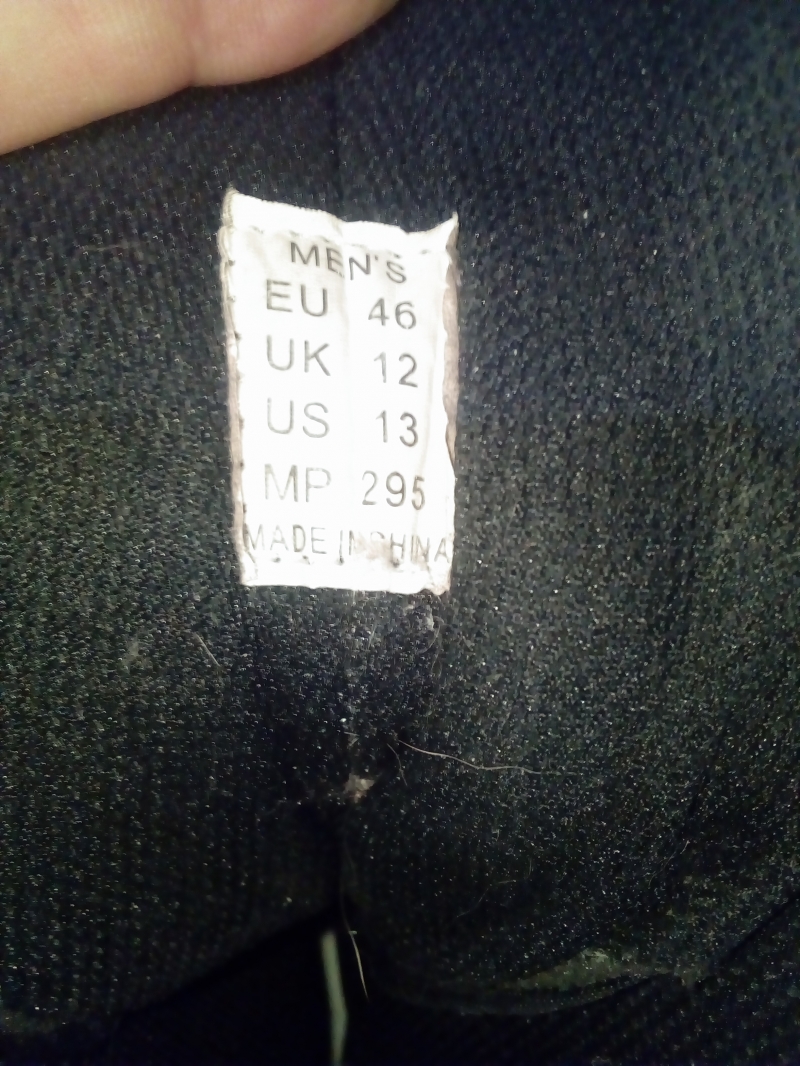 MEN'S
EU 46
UK 12
US 13
MP 295
MADE IN CHINA